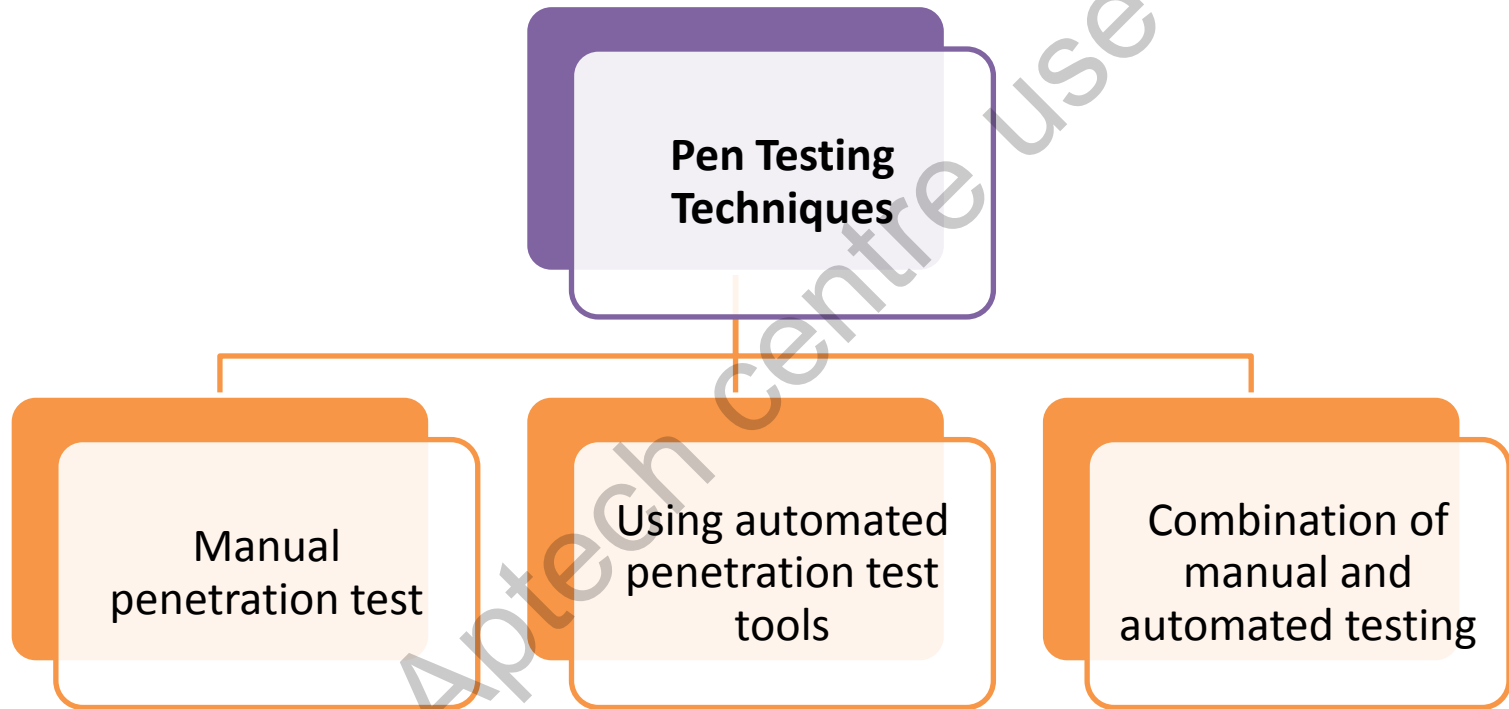 Pen Testing
Techniques
Manual
penetration test
Using automated
penetration test
tools
Combination of
manual and
automated testing
Aptech centre use